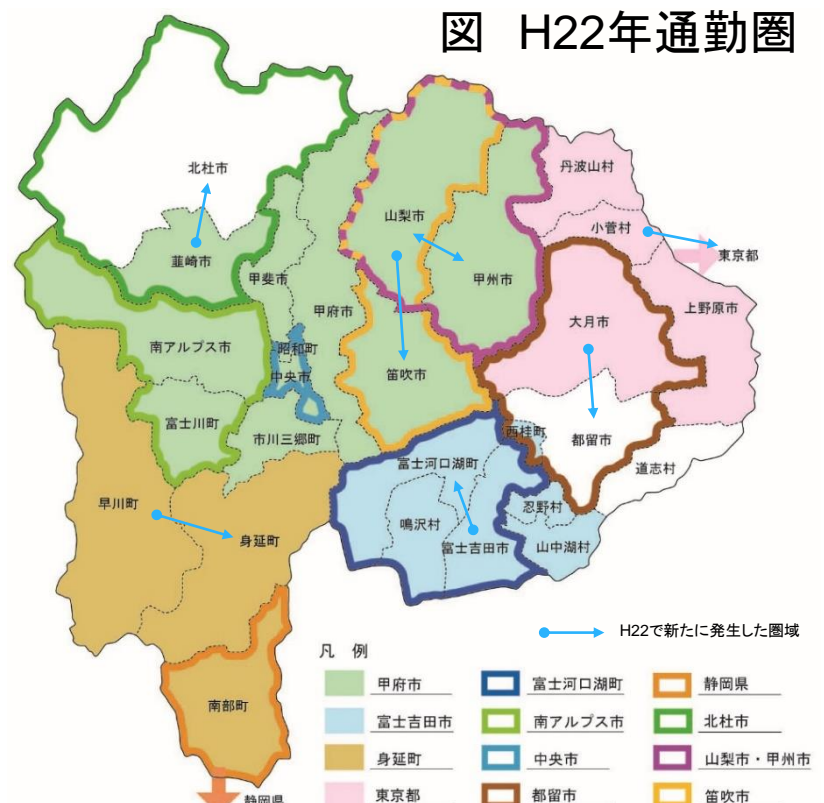 図 H22年通勤圏
北杜市
丹波山村
山梨市
小菅村
東京都
韮崎市
甲斐市
甲州市
甲府市
上野原市
大月市
南アルプス市
昭和町
中央市
笛吹市
富士川町
西桂町
都留市
市川三郷町
富士河口湖町
道志村
早川町
忍野村
鳴沢村
身延町
富士吉田市
山中湖村
H22で新たに発生した圏域
凡 例
甲府市
富士河口湖町
静岡県
南部町
富士吉田市
南アルプス市
北杜市
身延町
中央市
山梨市・甲州市
静岡県
東京都
都留市
笛吹市